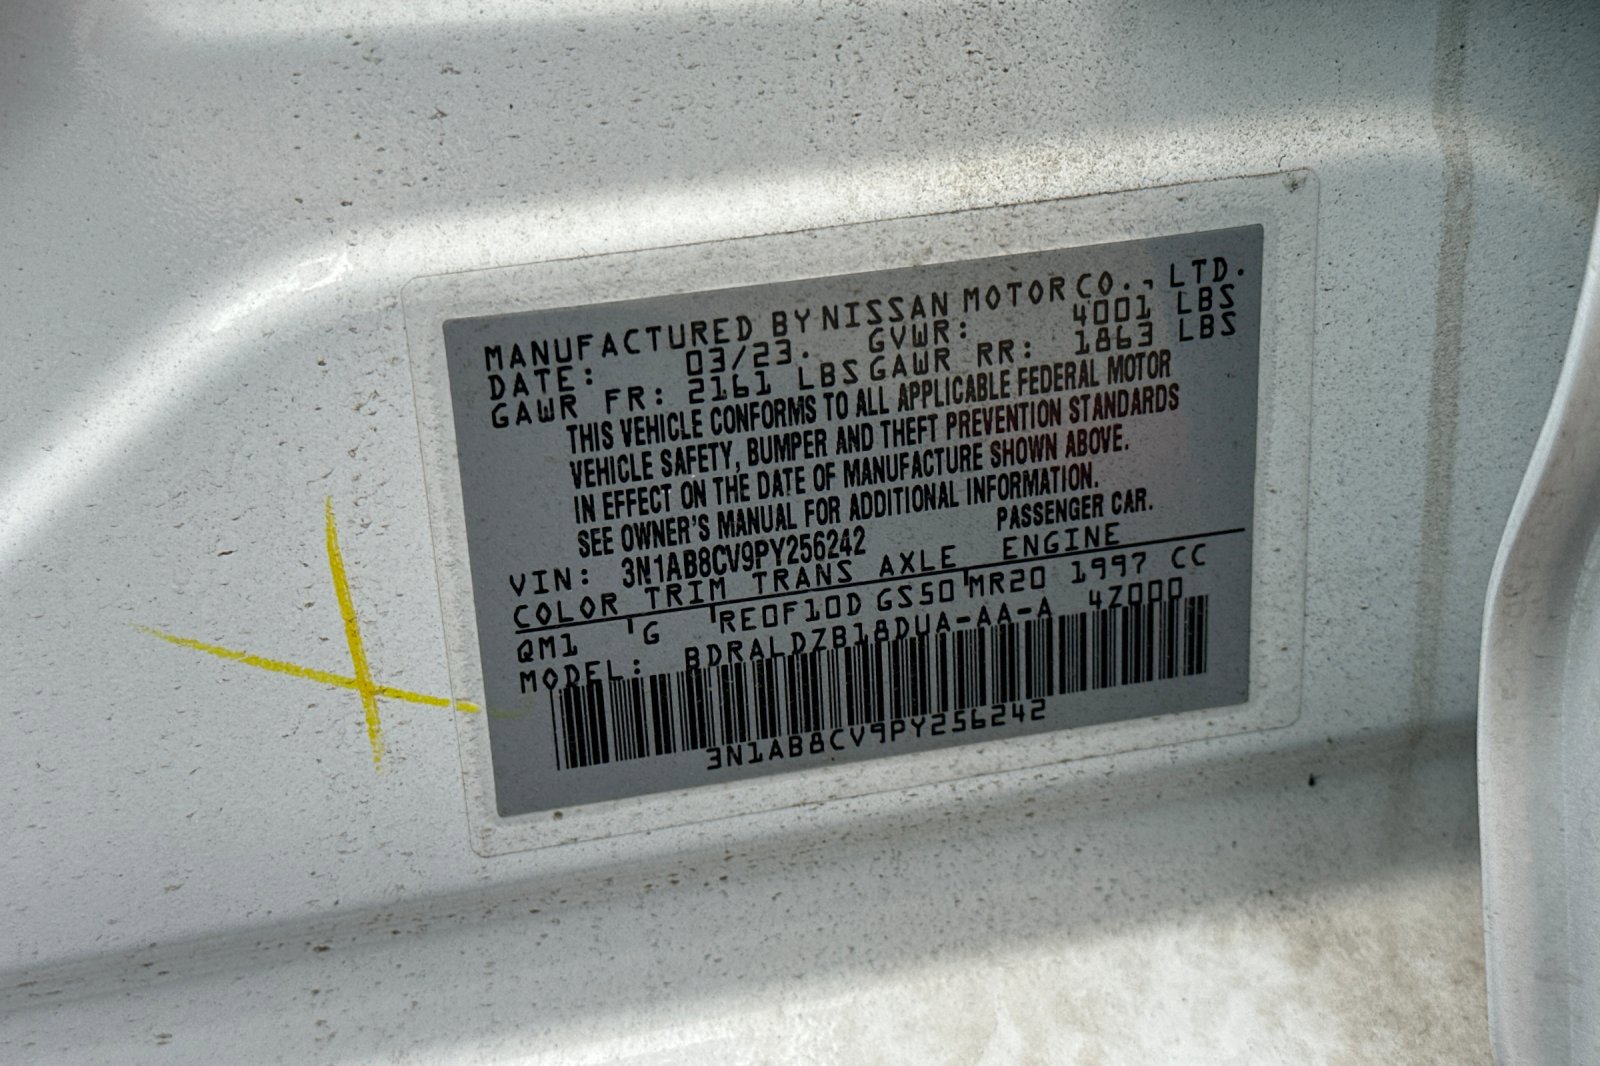 MANUFACTURED BY NISSAN MOTOR CO., LTD.
DATE: 03/23. GVWR: 4001 LBS
GAWR FR: 2161 LBS GAWR RR: 1863 LBS
THIS VEHICLE CONFORMS TO ALL APPLICABLE FEDERAL MOTOR
VEHICLE SAFETY, BUMPER AND THEFT PREVENTION STANDARDS
IN EFFECT ON THE DATE OF MANUFACTURE SHOWN ABOVE.
SEE OWNER'S MANUAL FOR ADDITIONAL INFORMATION.
VIN: 3N1AB8CV9PY256242 PASSENGER CAR.
COLOR TRIM TRANS AXLE ENGINE
QM1 G RE0F10D GS50 MR20 1997 CC
MODEL: BDRALDZB18DUA-AA-A 4Z000
3N1AB8CV9PY256242